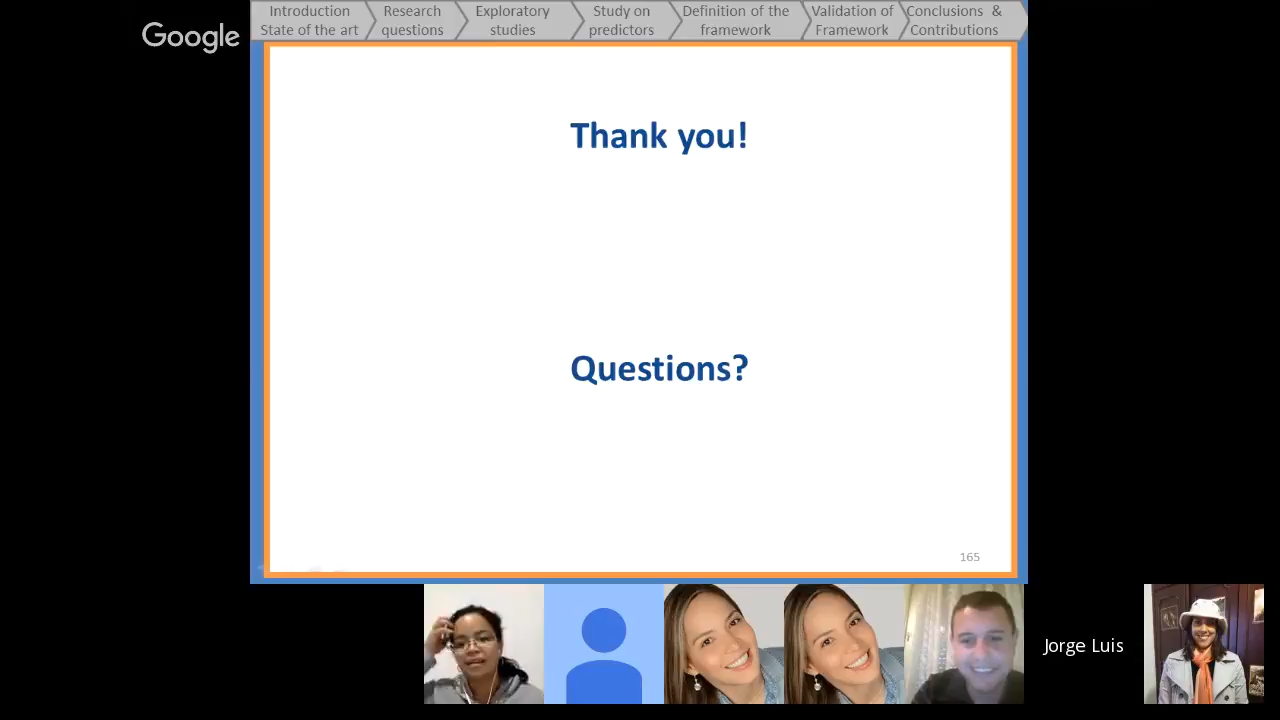 Google
Introduction
State of the art
Research
questions
Exploratory
studies
Study on
predictors
Definition of the
framework
Validation of
Framework
Conclusions &
Contributions
Thank you!
Questions?
165
Jorge Luis